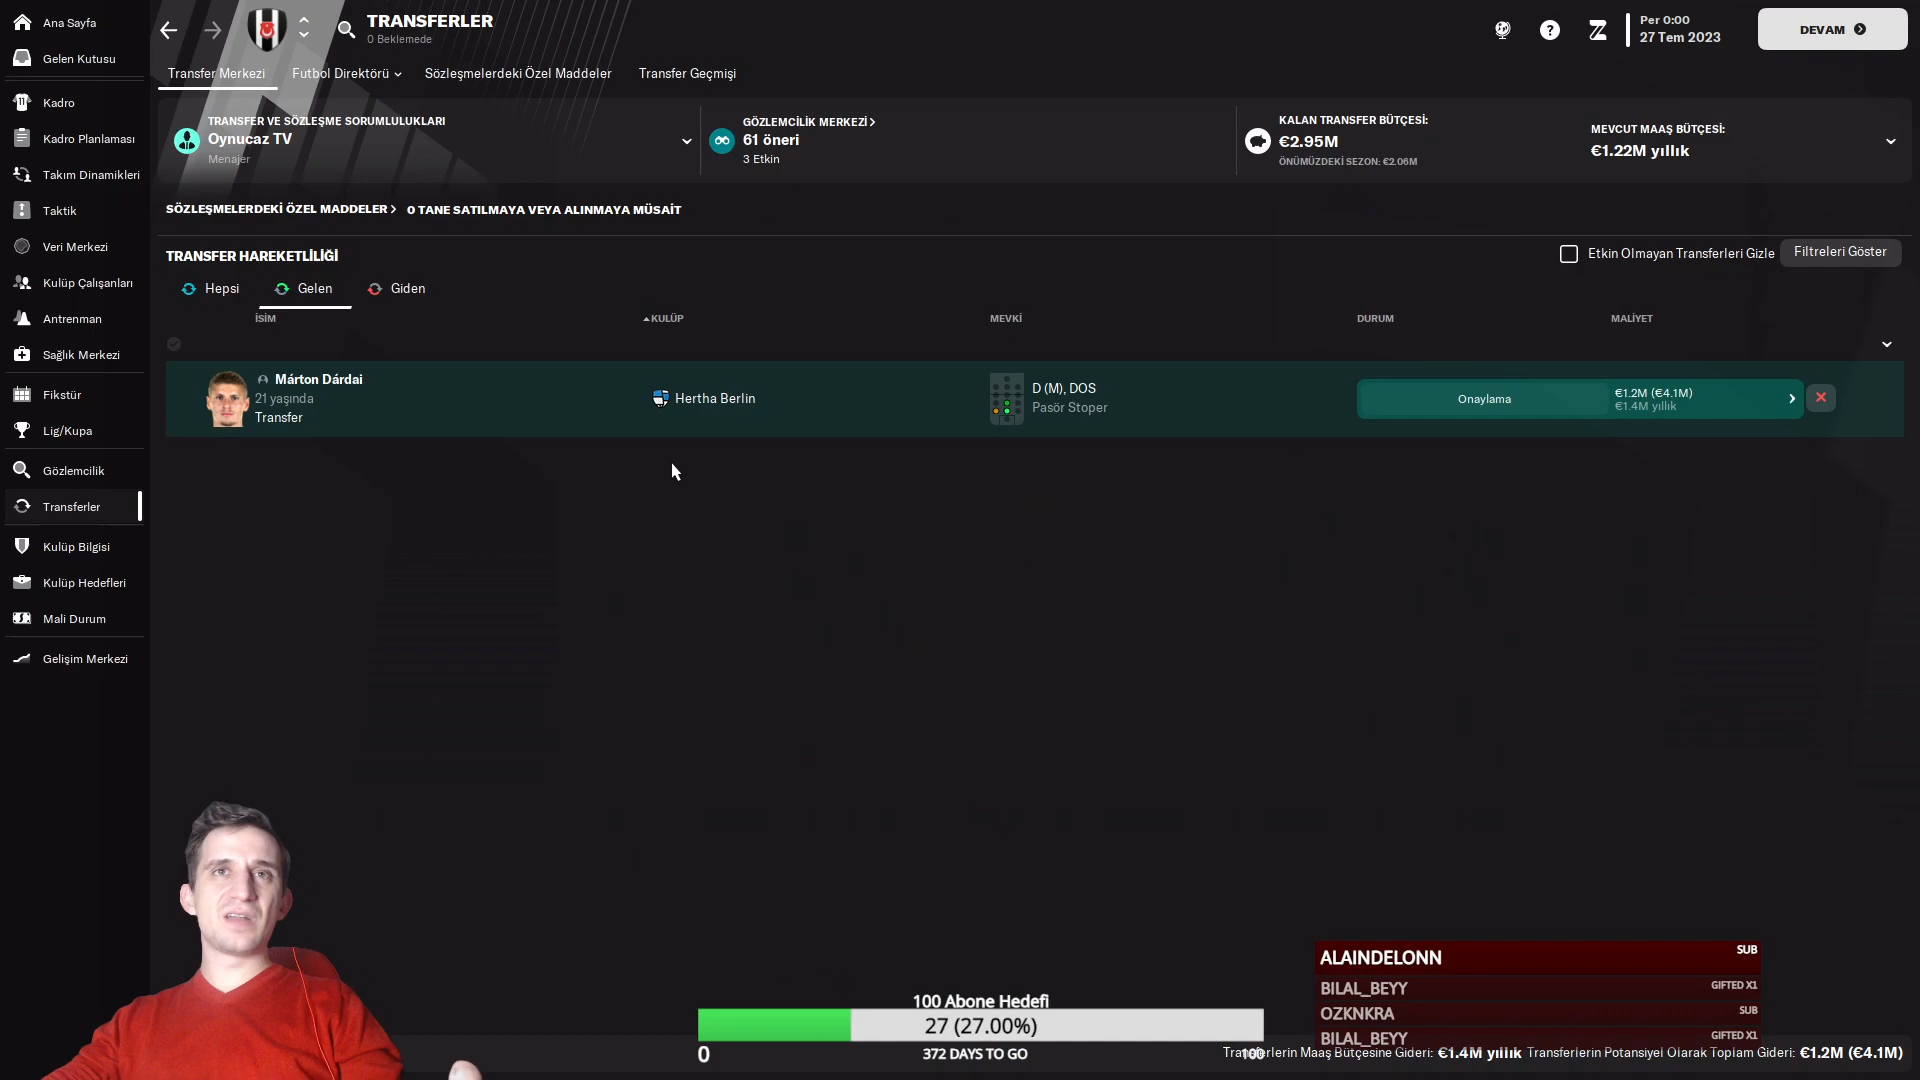 Ana Sayfa
Gelen Kutusu
Kadro
Kadro Planlaması
Takım Dinamikleri
Taktik
Veri Merkezi
Kulüp Çalışanları
Antrenman
Sağlık Merkezi
Fikstür
Lig/Kupa
Gözlemcilik
Transferler
Kulüp Bilgisi
Kulüp Hedefleri
Mali Durum
Gelişim Merkezi
TRANSFERLER
0 Beklemede
Per 0:00
27 Tem 2023
DEVAM
Transfer Merkezi
Futbol Direktörü
Sözleşmelerdeki Özel Maddeler
Transfer Geçmişi
TRANSFER VE SÖZLEŞME SORUMLULUKLARI
Oynucaz TV
Menajer
GÖZLEMCİLİK MERKEZİ
61 öneri
3 Etkin
KALAN TRANSFER BÜTÇESİ:
€2.95M
ÖNÜMÜZDEKİ SEZON: €2.06M
MEVCUT MAAŞ BÜTÇESİ:
€1.22M yıllık
SÖZLEŞMELERDEKİ ÖZEL MADDELER
0 TANE SATILMAYA VEYA ALINMAYA MÜSAİT
TRANSFER HAREKETLİLİĞİ
Etkin Olmayan Transferleri Gizle
Filtreleri Göster
Hepsi
Gelen
Giden
İSİM
KULÜP
MEVKİ
DURUM
MALİYET
Márton Dárdai
21 yaşında
Transfer
Hertha Berlin
D (M), DOS
Pasör Stoper
Onaylama
€1.2M (€4.1M)
€1.4M yıllık
100 Abone Hedefi
27 (27.00%)
0
372 DAYS TO GO
100
ALAINDELONN
SUB
BILAL_BEYY
GIFTED X1
OZKNKRA
SUB
BILAL_BEYY
GIFTED X1
Transferlerin Maaş Bütçesine Gideri: €1.4M yıllık
Transferlerin Potansiyel Olarak Toplam Gideri: €1.2M (€4.1M)